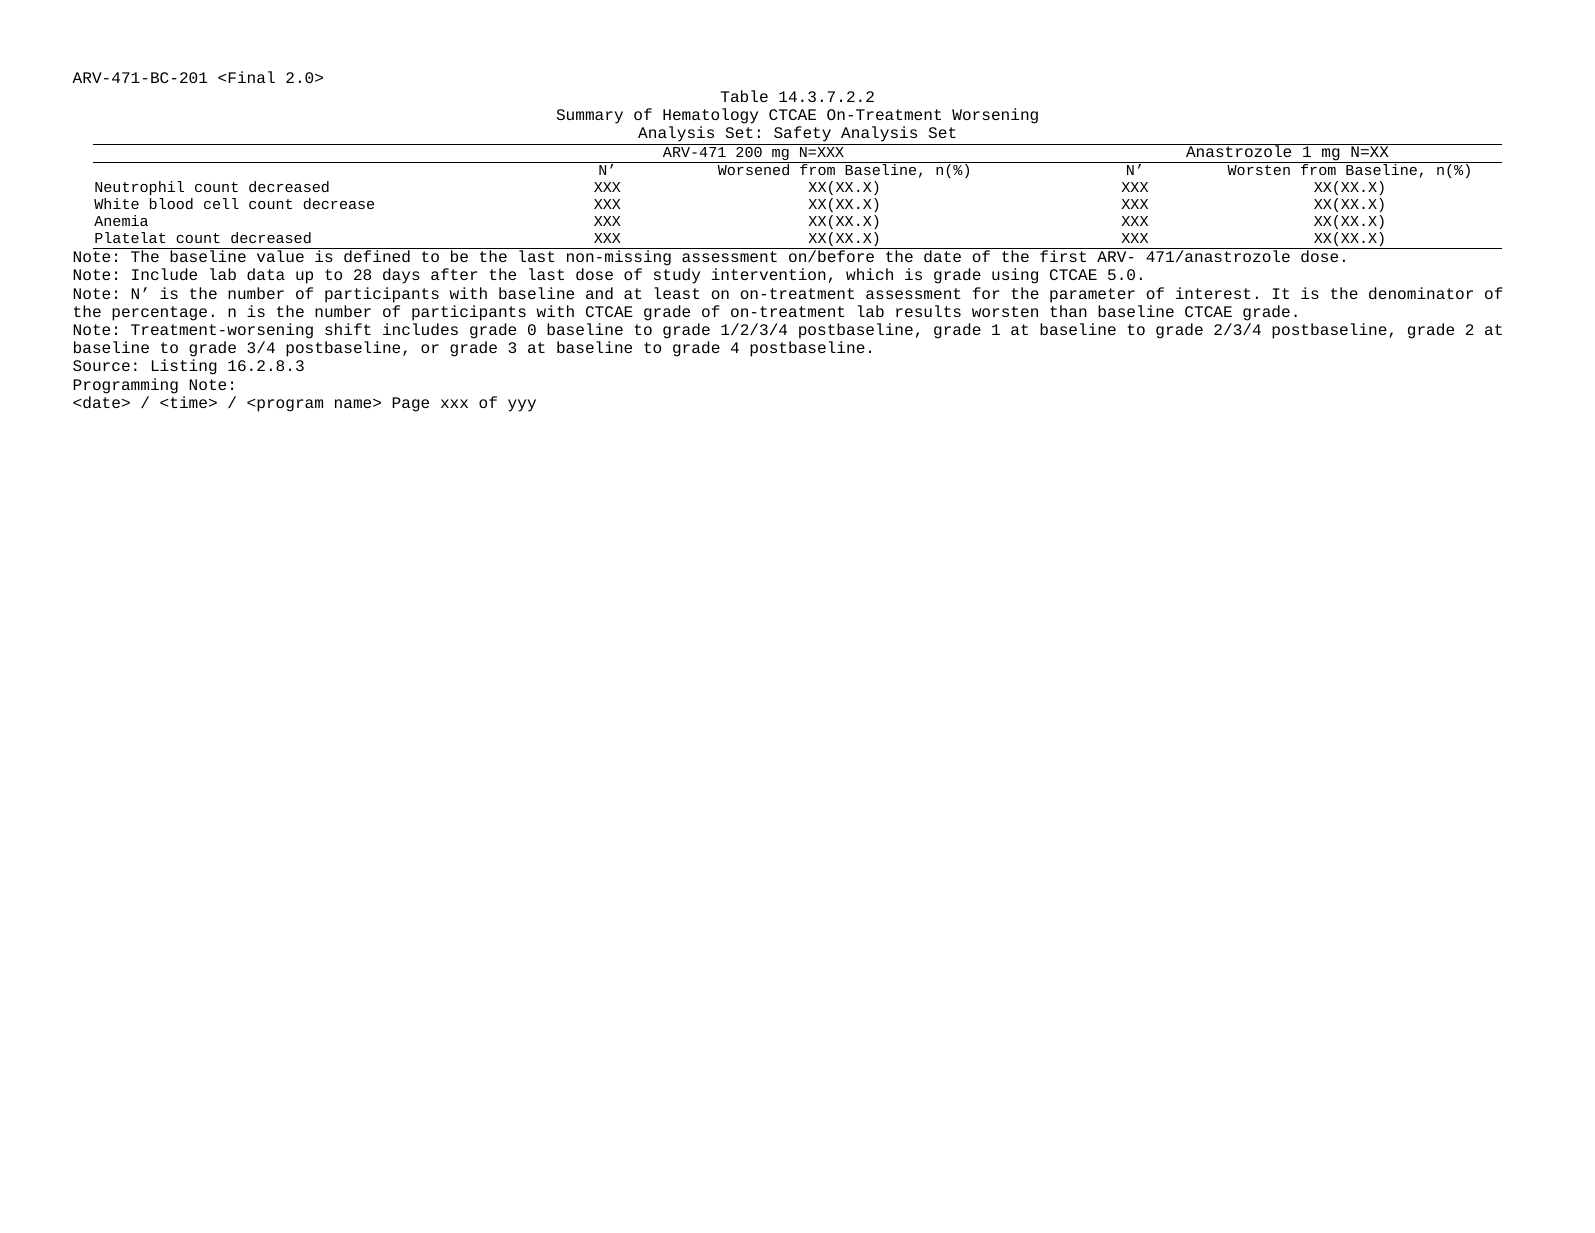 ARV-471-BC-201 <Final 2.0>
Table 14.3.7.2.2
Summary of Hematology CTCAE On-Treatment Worsening
Analysis Set: Safety Analysis Set
ARV-471 200 mg N=XXX Anastrozole 1 mg N=XX
N’ Worsened from Baseline, n(%) N’ Worsten from Baseline, n(%)
Neutrophil count decreased XXX XX(XX.X) XXX XX(XX.X)
White blood cell count decrease XXX XX(XX.X) XXX XX(XX.X)
Anemia XXX XX(XX.X) XXX XX(XX.X)
Platelat count decreased XXX XX(XX.X) XXX XX(XX.X)
Note: The baseline value is defined to be the last non-missing assessment on/before the date of the first ARV- 471/anastrozole dose.
Note: Include lab data up to 28 days after the last dose of study intervention, which is grade using CTCAE 5.0.
Note: N’ is the number of participants with baseline and at least on on-treatment assessment for the parameter of interest. It is the denominator of
the percentage. n is the number of participants with CTCAE grade of on-treatment lab results worsten than baseline CTCAE grade.
Note: Treatment-worsening shift includes grade 0 baseline to grade 1/2/3/4 postbaseline, grade 1 at baseline to grade 2/3/4 postbaseline, grade 2 at
baseline to grade 3/4 postbaseline, or grade 3 at baseline to grade 4 postbaseline.
Source: Listing 16.2.8.3
Programming Note:
<date> / <time> / <program name> Page xxx of yyy